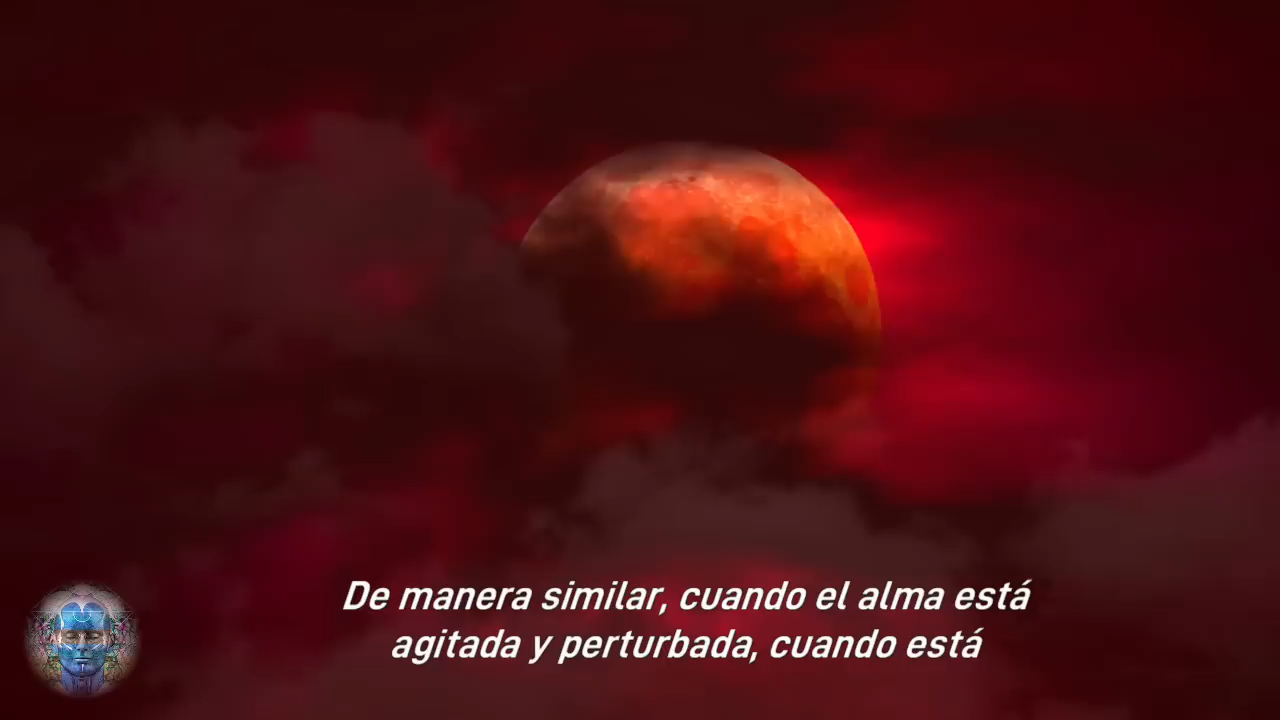 De manera similar, cuando el alma está
agitada y perturbada, cuando está